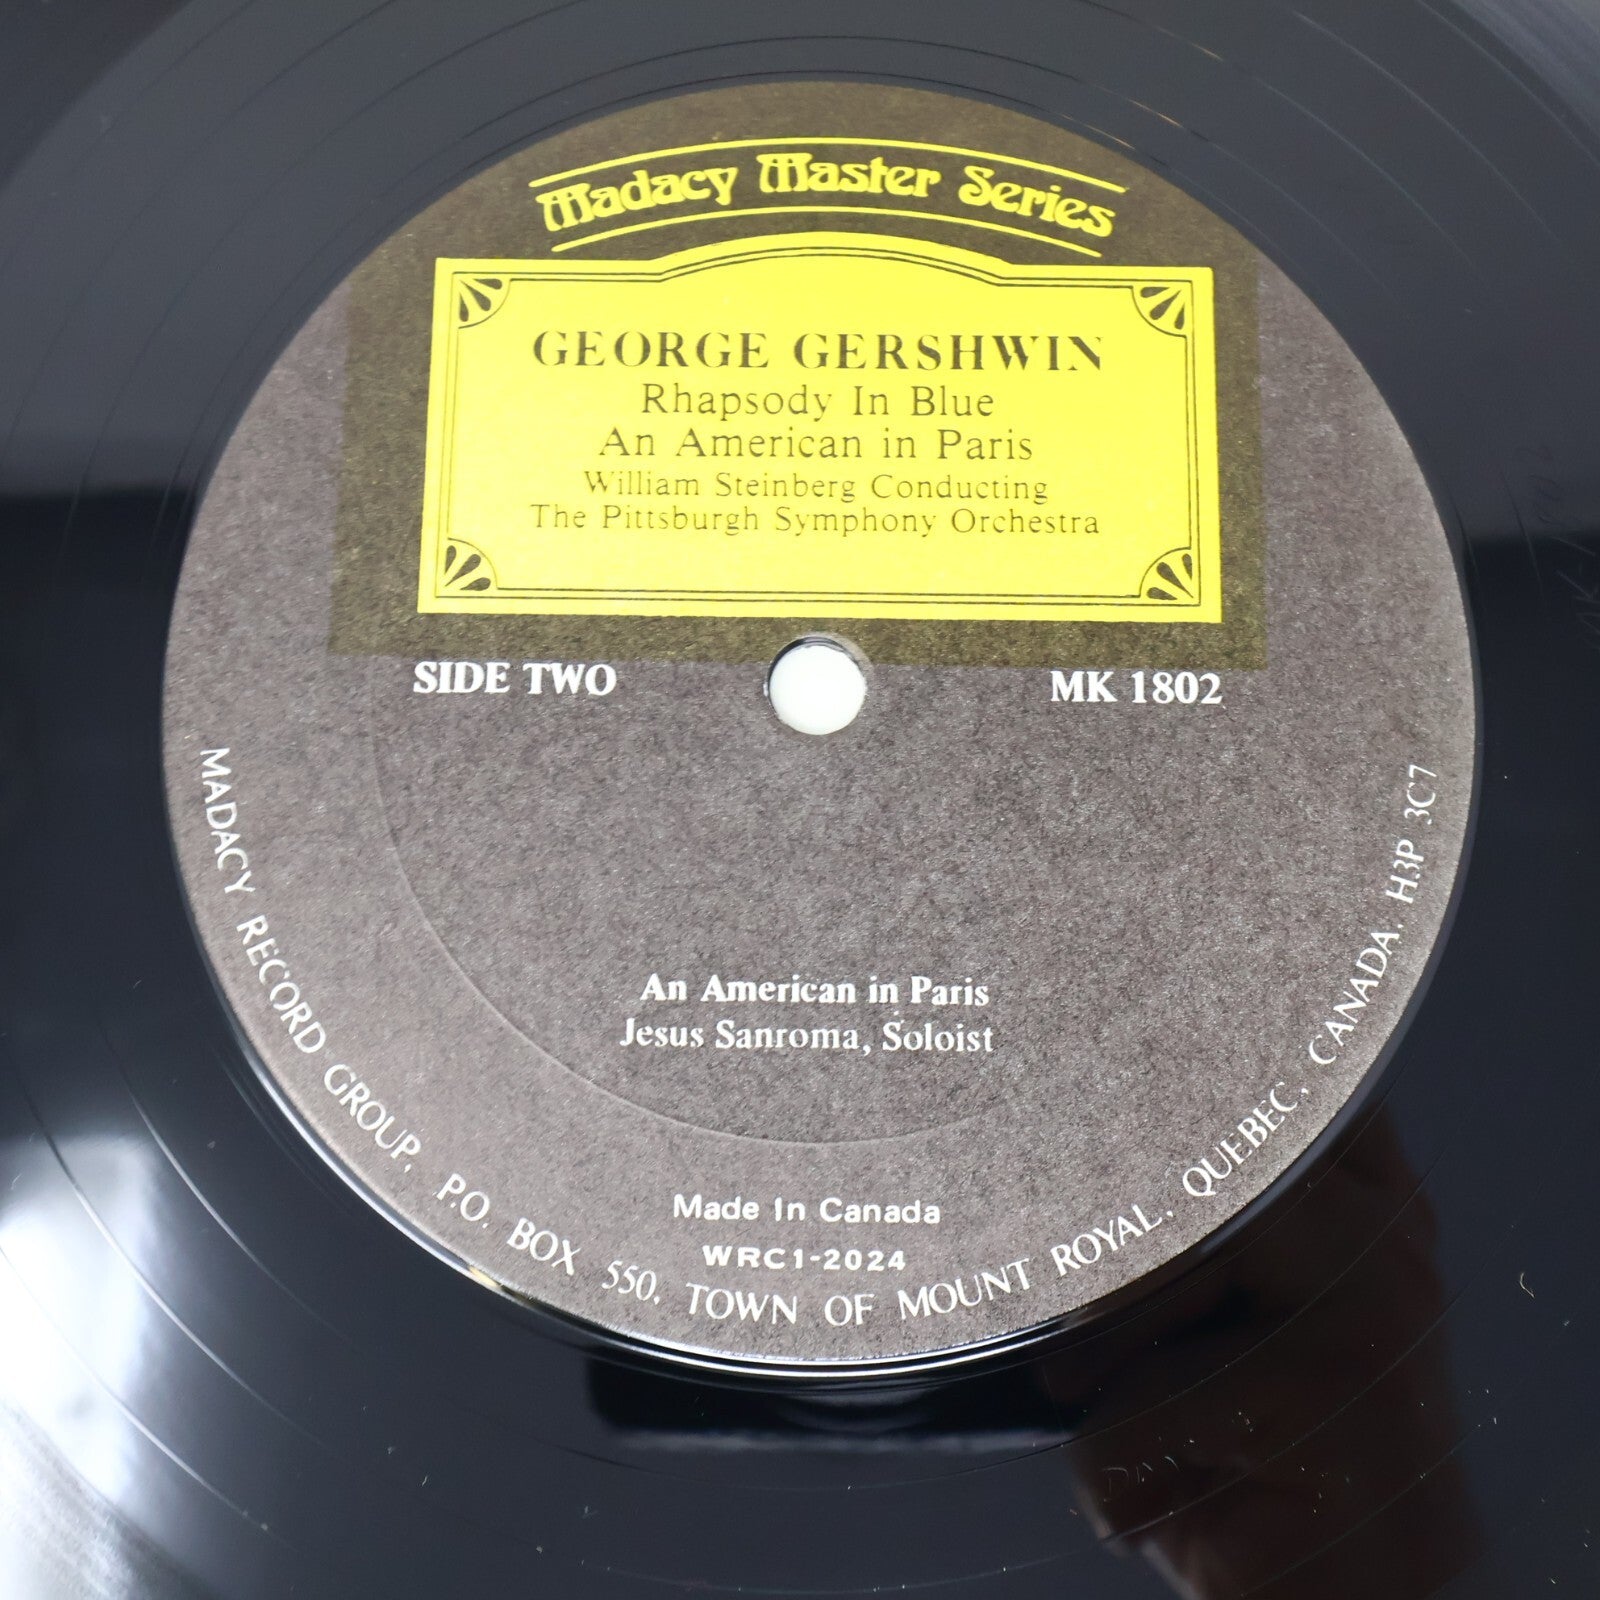 Madacy Master Series
GEORGE GERSHWIN
Rhapsody In Blue
An American in Paris
William Steinberg Conducting
The Pittsburgh Symphony Orchestra
SIDE TWO
MK 1802
An American in Paris
Jesus Sanroma, Soloist
Made In Canada
WRC1-2024
MADACY RECORD GROUP, P.O. BOX 550, TOWN OF MOUNT ROYAL, QUEBEC, CANADA, H3P 3C7